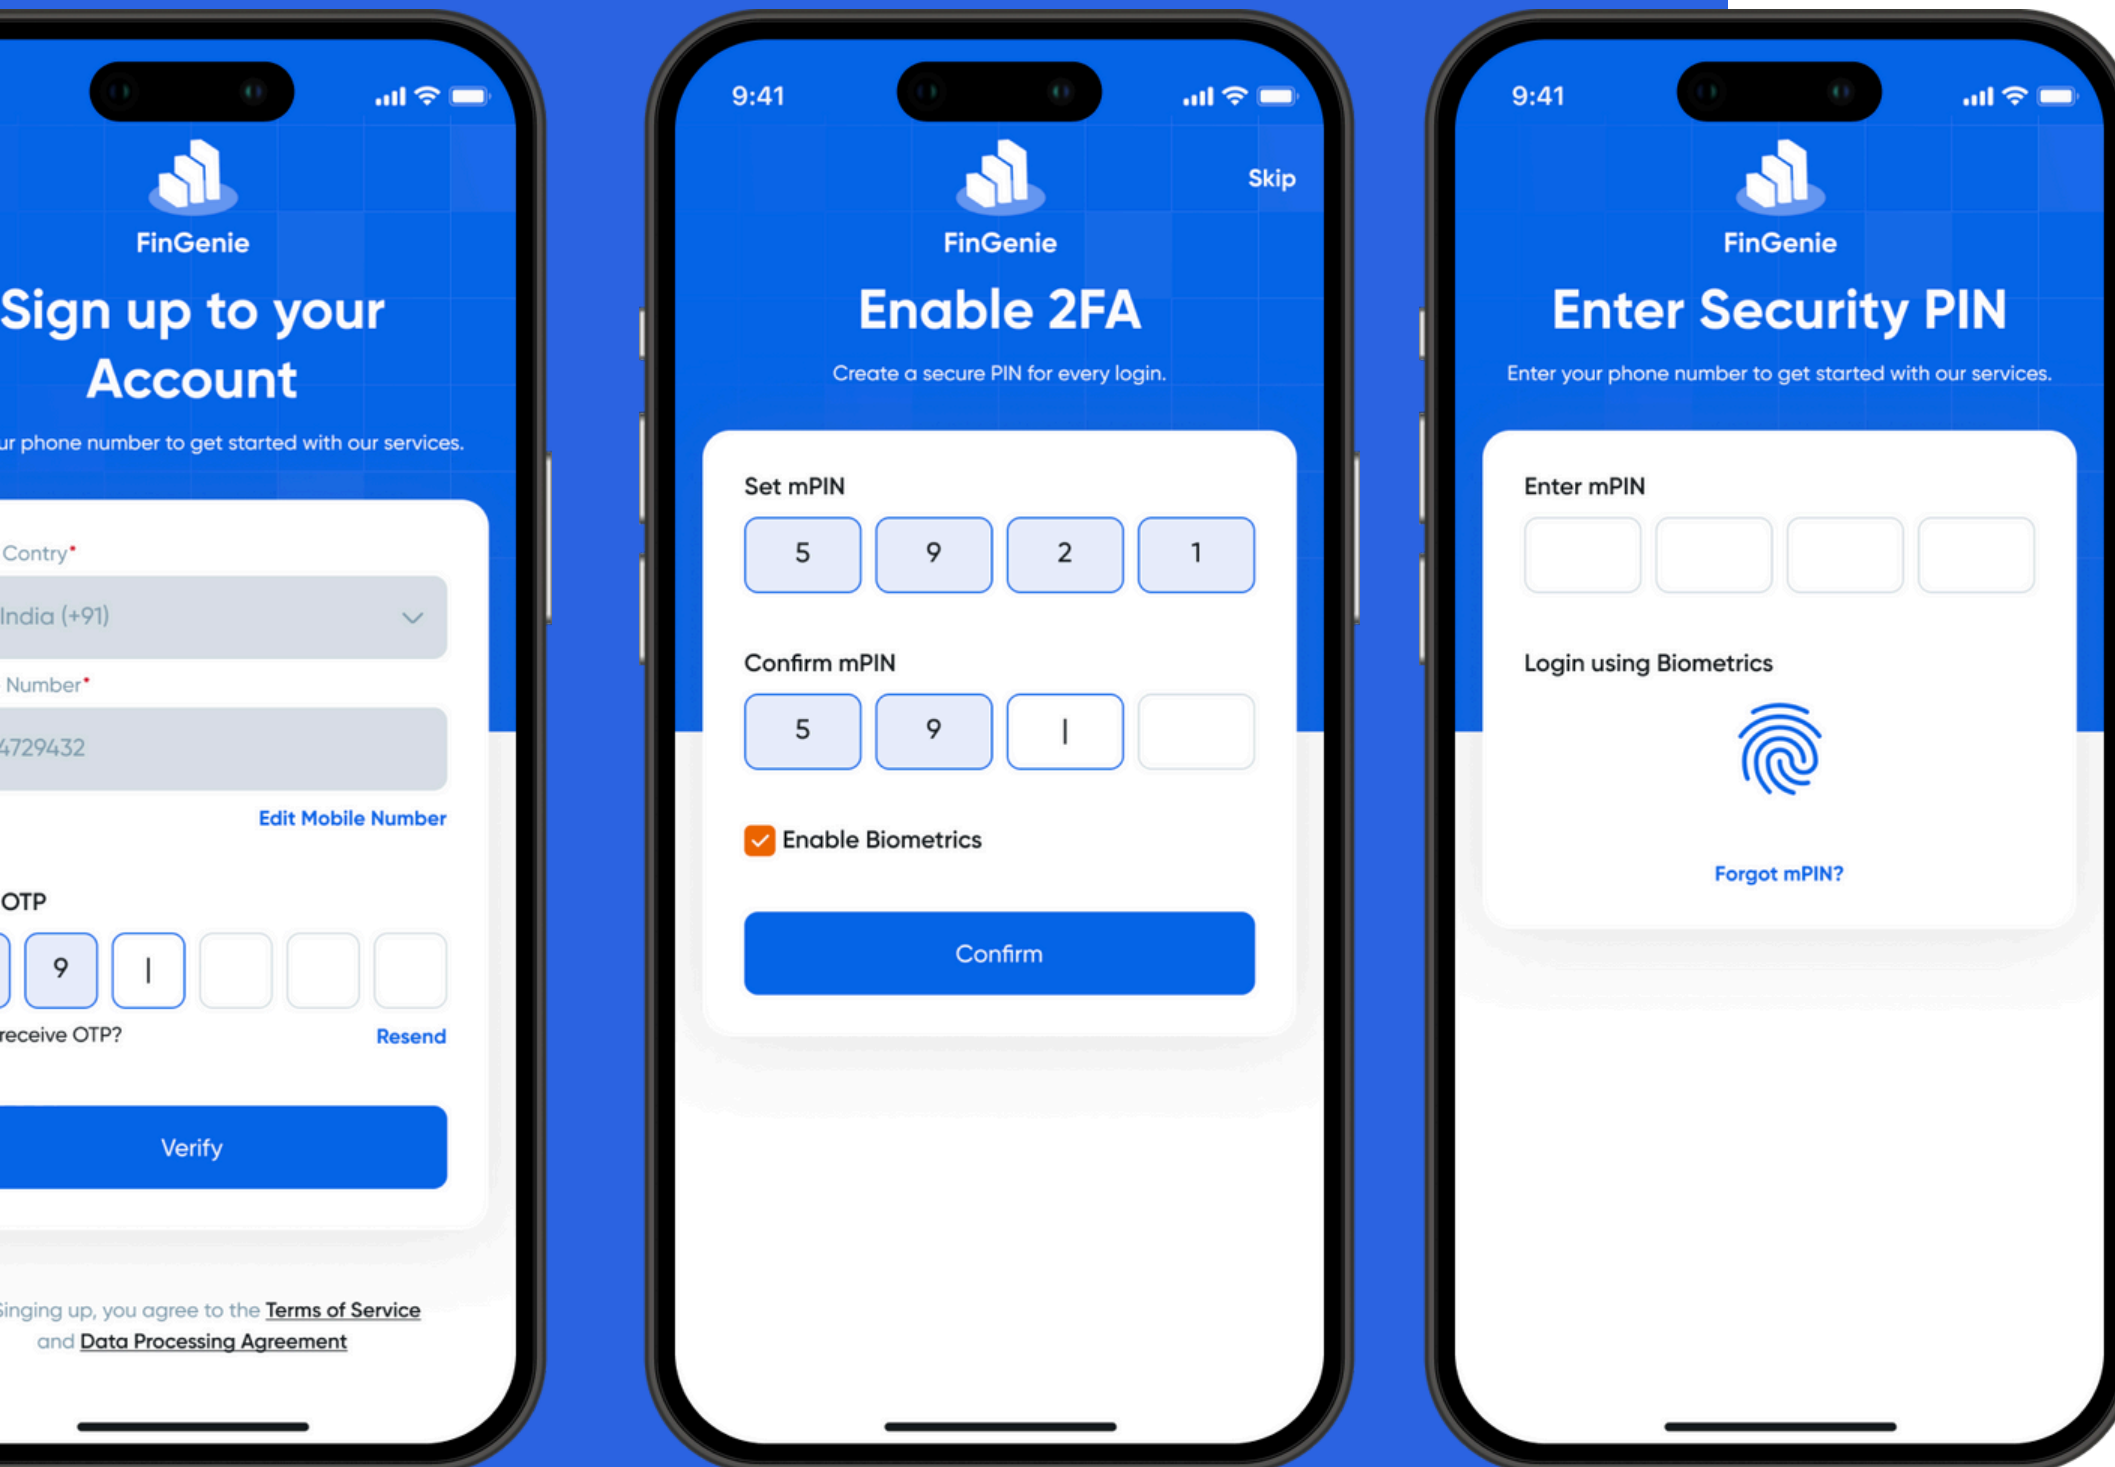 FinGenie
Sign up to your
Account
phone number to get started with our services.
Contry*
India (+91)
Number*
4729432
Edit Mobile Number
OTP
9
receive OTP?
Resend
Verify
Singing up, you agree to the Terms of Service
and Data Processing Agreement
9:41
Skip
FinGenie
Enable 2FA
Create a secure PIN for every login.
Set mPIN
5 9 2 1
Confirm mPIN
5 9
Enable Biometrics
Confirm
9:41
FinGenie
Enter Security PIN
Enter your phone number to get started with our services.
Enter mPIN
Login using Biometrics
Forgot mPIN?